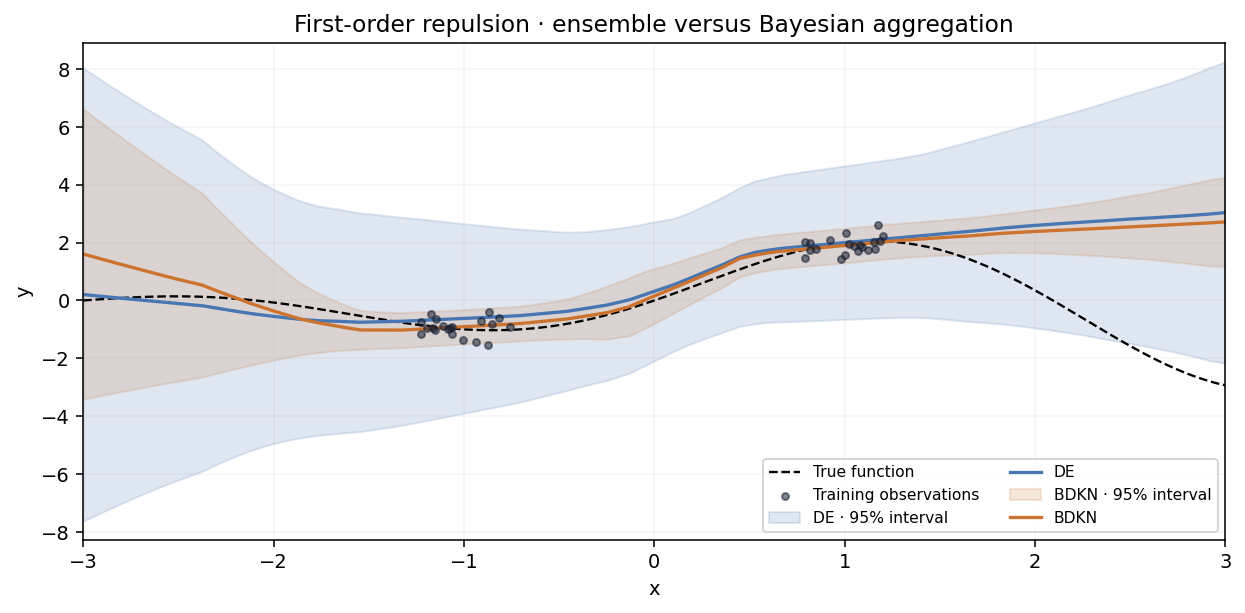 First-order repulsion · ensemble versus Bayesian aggregation
y
8
6
4
2
0
−2
−4
−6
−8
True function
Training observations
DE · 95% interval
DE
BDKN · 95% interval
BDKN
−3
−2
−1
0
1
2
3
x